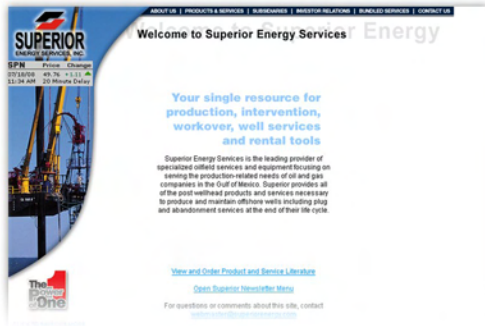 ABOUT US | PRODUCTS & SERVICES | SUBSIDIARIES | INVESTOR RELATIONS | BUNDLED SERVICES | CONTACT US
Welcome to Superior Energy
Welcome to Superior Energy Services
SUPERIOR
ENERGY SERVICES, INC.
SPN Price Change
07/18/08 49.76 +1.11
11:34 AM 20 Minute Delay
Your single resource for
production, intervention,
workover, well services
and rental tools
Superior Energy Services is the leading provider of
specialized oilfield services and equipment focusing on
serving the production-related needs of oil and gas
companies in the Gulf of Mexico. Superior provides all
of the post wellhead products and services necessary
to produce and maintain offshore wells including plug
and abandonment services at the end of their life cycle.
The
Power
of
One
View and Order Product and Service Literature
Open Superior Newsletter Menu
For questions or comments about this site, contact